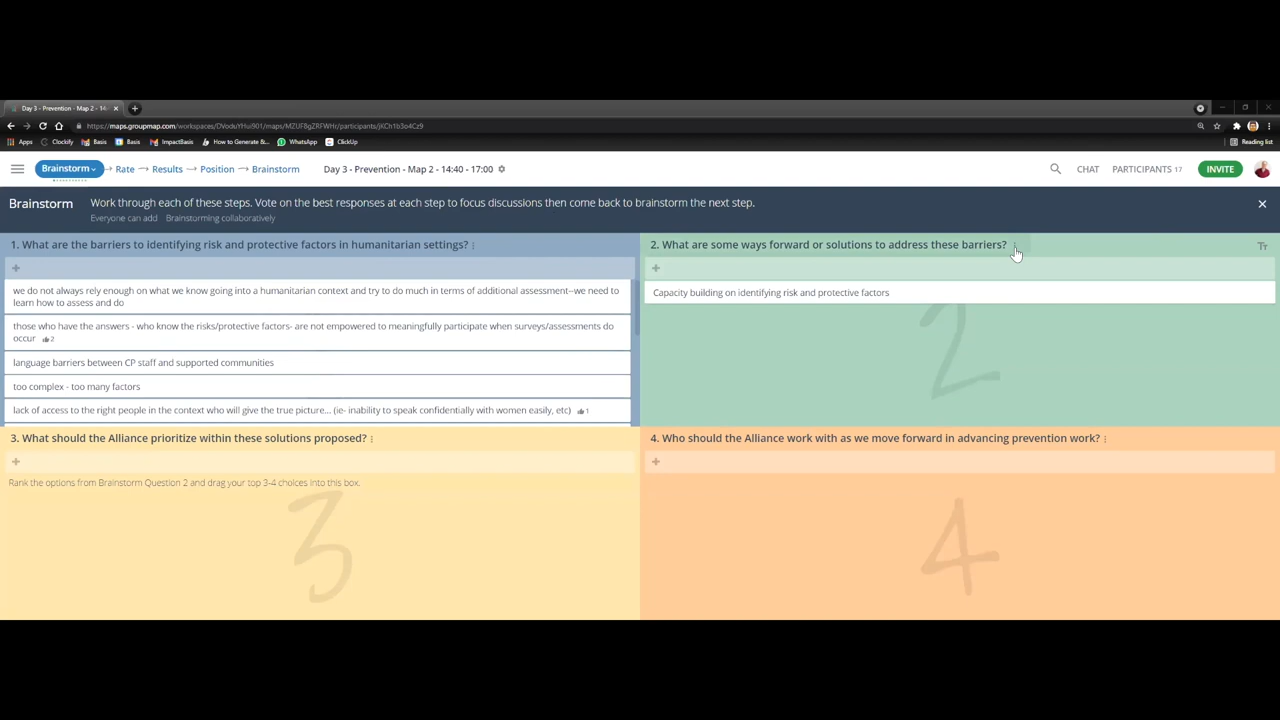 Day 3 - Prevention - Map 2 - 14:
https://maps.groupmap.com/workspaces/DVoduYHui901/maps/MZUF8gZRFWHr/participants/jKCh1b3o4Cz9
Apps Clockify Basis Basis ImpactBasis How to Generate &... WhatsApp ClickUp Reading list
Brainstorm Rate Results Position Brainstorm Day 3 - Prevention - Map 2 - 14:40 - 17:00 CHAT PARTICIPANTS 17 INVITE
Brainstorm Work through each of these steps. Vote on the best responses at each step to focus discussions then come back to brainstorm the next step.
Everyone can add Brainstorming collaboratively
1. What are the barriers to identifying risk and protective factors in humanitarian settings?
+
we do not always rely enough on what we know going into a humanitarian context and try to do much in terms of additional assessment--we need to
learn how to assess and do
those who have the answers - who know the risks/protective factors- are not empowered to meaningfully participate when surveys/assessments do
occur 2
language barriers between CP staff and supported communities
too complex - too many factors
lack of access to the right people in the context who will give the true picture... (ie- inability to speak confidentially with women easily, etc) 1
2. What are some ways forward or solutions to address these barriers? Tт
+
Capacity building on identifying risk and protective factors
2
3. What should the Alliance prioritize within these solutions proposed?
+
Rank the options from Brainstorm Question 2 and drag your top 3-4 choices into this box.
3
4. Who should the Alliance work with as we move forward in advancing prevention work?
+
4